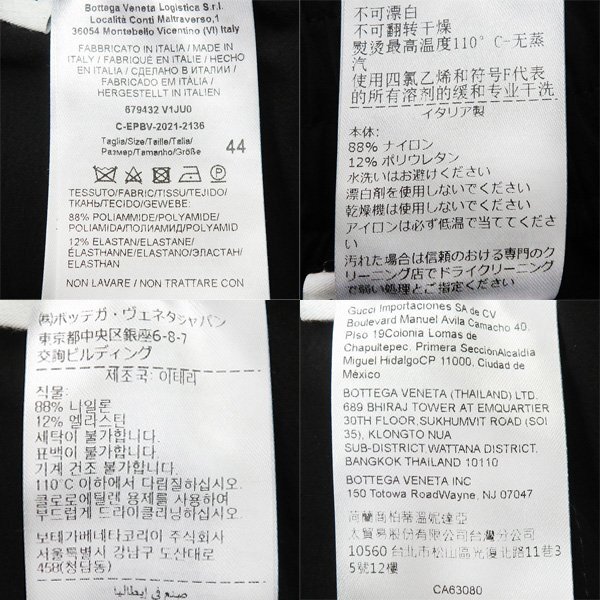 Bottega Veneta Logistica S.r.l.
Località Conti Maltraverso,1
36054 Montebello Vicentino (VI) Italy
FABBRICATO IN ITALIA / MADE IN
ITALY / FABRIQUÉ EN ITALIE / HECHO
EN ITALIA / СДЕЛАНО В ИТАЛИИ /
FABRICADO EM ITÁLIA /
HERGESTELLT IN ITALIEN
679432 V1JU0
C-EPBV-2021-2136
Taglia/Size/Taille/Talla/
Размер/Tamanho/Größe
44
TESSUTO/FABRIC/TISSU/TEJIDO/
ТКАНЬ/TECIDO/GEWEBE:
88% POLIAMMIDE/POLYAMIDE/
POLIAMIDA/ПОЛИАМИД/POLYAMID
12% ELASTAN/ELASTANE/
ÉLASTHANNE/ELASTANO/ЭЛАСТАН/
ELASTHAN
NON LAVARE / NON TRATTARE CON
不可漂白
不可翻转干燥
熨烫最高温度110° C-无蒸
汽
使用四氯乙烯和符号F代表
的所有溶剂的缓和专业干洗
イタリア製
本体:
88% ナイロン
12% ポリウレタン
水洗いはお避けください
漂白剤を使用しないでください
乾燥機は使用しないでください
アイロンは必ず低温で当ててくださ
い
汚れた場合は信頼のおける専門のク
リーニング店でドライクリーニング
で弱い処理とご指定ください
㈱ボッテガ・ヴェネタジャパン
東京都中央区銀座6-8-7
交詢ビルディング
제조국: 이태리
직물:
88% 나일론
12% 엘라스틴
세탁이 불가합니다.
표백이 불가합니다.
기계 건조 불가합니다.
110°C 이하에서 다림질하십시오.
클로로에틸렌 용제를 사용하여
부드럽게 드라이클리닝하십시오.
보테가베네타코리아 주식회사
서울특별시 강남구 도산대로
458(청담동)
صنع في إيطاليا
Gucci Importaciones SA de CV
Boulevard Manuel Avila Camacho 40,
Piso 19Colonia Lomas de
Chapultepec, Primera SecciónAlcaldía
Miguel HidalgoCP 11000, Ciudad de
México
BOTTEGA VENETA (THAILAND) LTD.
689 BHIRAJ TOWER AT EMQUARTIER
30TH FLOOR,SUKHUMVIT ROAD (SOI
35), KLONGTO NUA
SUB-DISTRICT WATTANA DISTRICT,
BANGKOK THAILAND 10110
BOTTEGA VENETA INC
150 Totowa RoadWayne, NJ 07047
荷蘭商柏蒂溫妮達亞
太貿易股份有限公司台灣分公司
10560 台北市松山區光復北路11巷3
5號12樓
CA63080